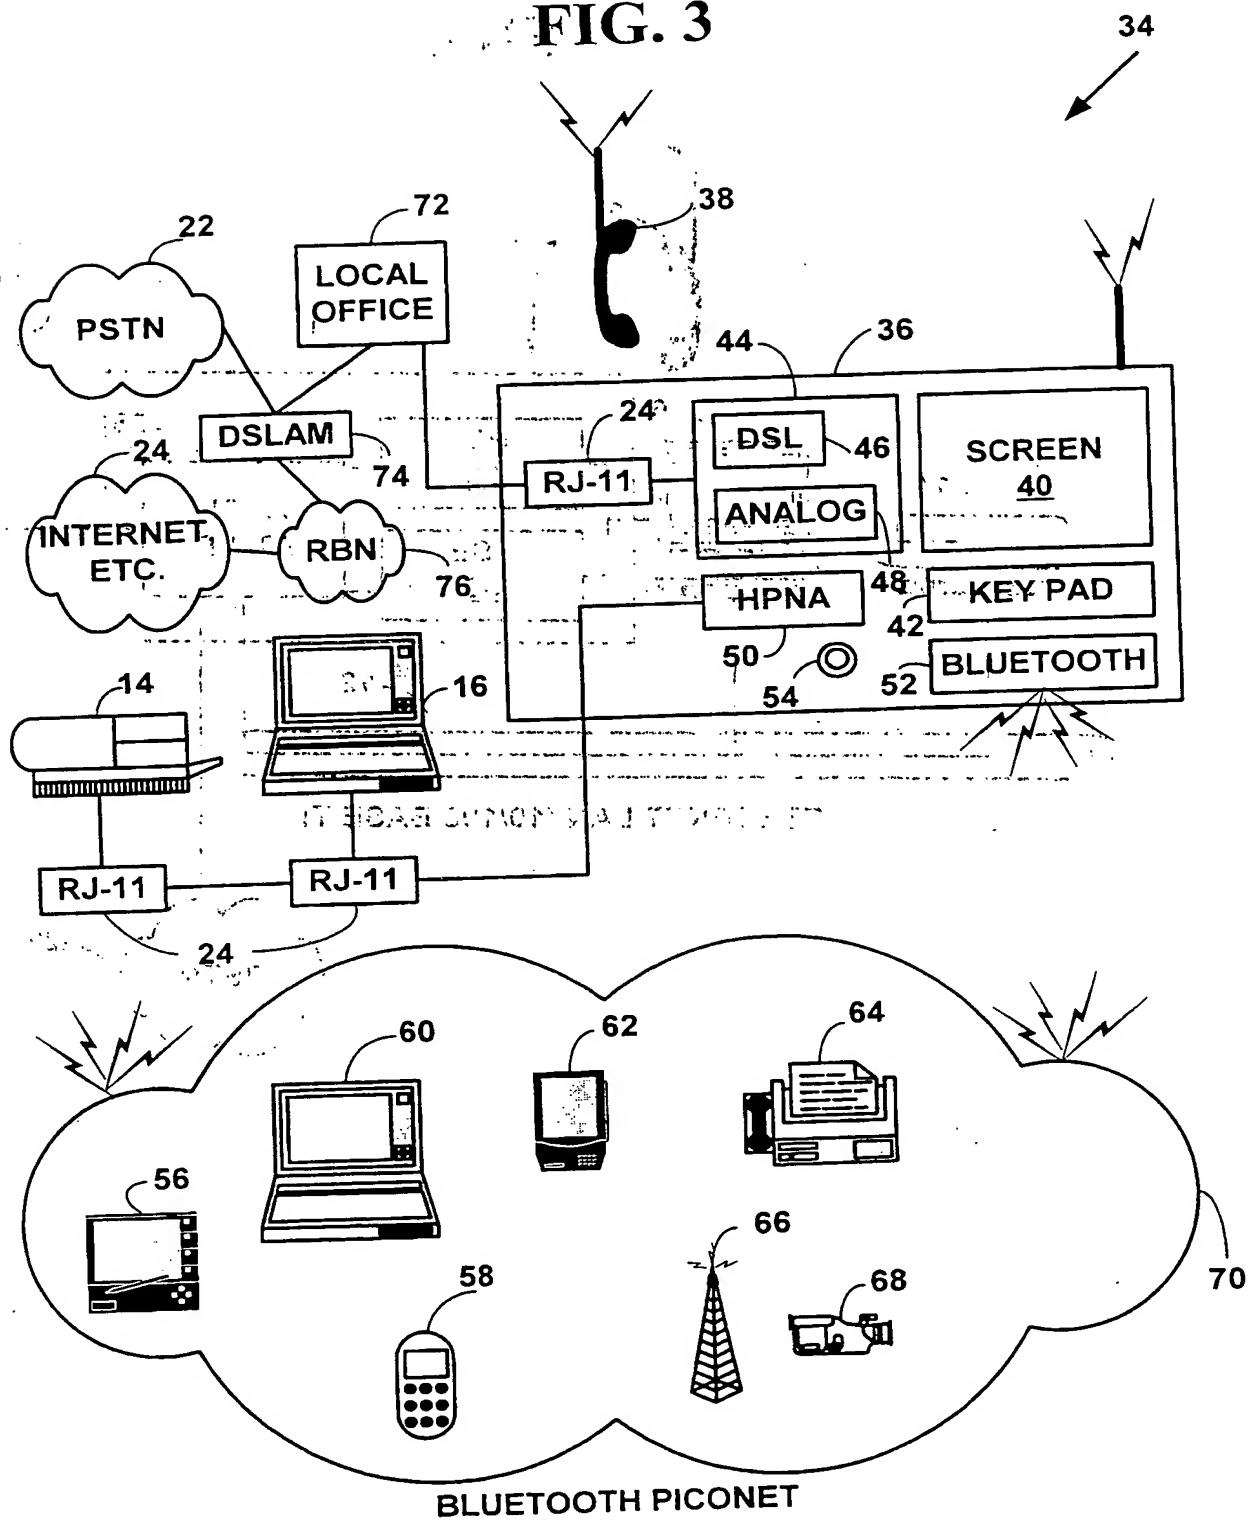 FIG. 3
34
38
72
22
LOCAL
OFFICE
PSTN
36
44
24
DSLAM
74
DSL
46
SCREEN
40
24
RJ-11
ANALOG
INTERNET,
ETC.
RBN
76
48
HPNA
KEY PAD
42
50
54
52
BLUETOOTH
14
16
RJ-11
RJ-11
24
60
62
64
56
66
58
68
70
BLUETOOTH PICONET